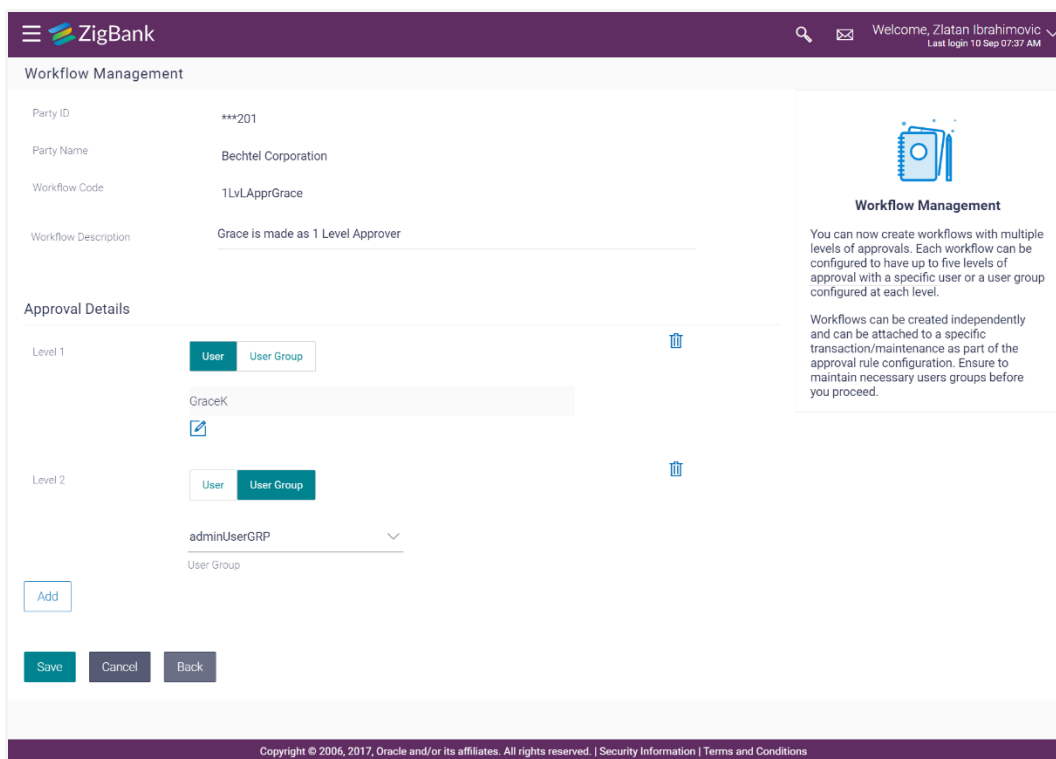 ZigBank
Welcome, Zlatan Ibrahimovic
Last login 10 Sep 07:37 AM
Workflow Management
Party ID
***201
Party Name
Bechtel Corporation
Workflow Code
1LvLApprGrace
Workflow Description
Grace is made as 1 Level Approver
Approval Details
Level 1
User
User Group
GraceK
Level 2
User
User Group
adminUserGRP
User Group
Add
Save
Cancel
Back
Workflow Management
You can now create workflows with multiple
levels of approvals. Each workflow can be
configured to have up to five levels of
approval with a specific user or a user group
configured at each level.
Workflows can be created independently
and can be attached to a specific
transaction/maintenance as part of the
approval rule configuration. Ensure to
maintain necessary users groups before
you proceed.
Copyright © 2006, 2017, Oracle and/or its affiliates. All rights reserved. | Security Information | Terms and Conditions